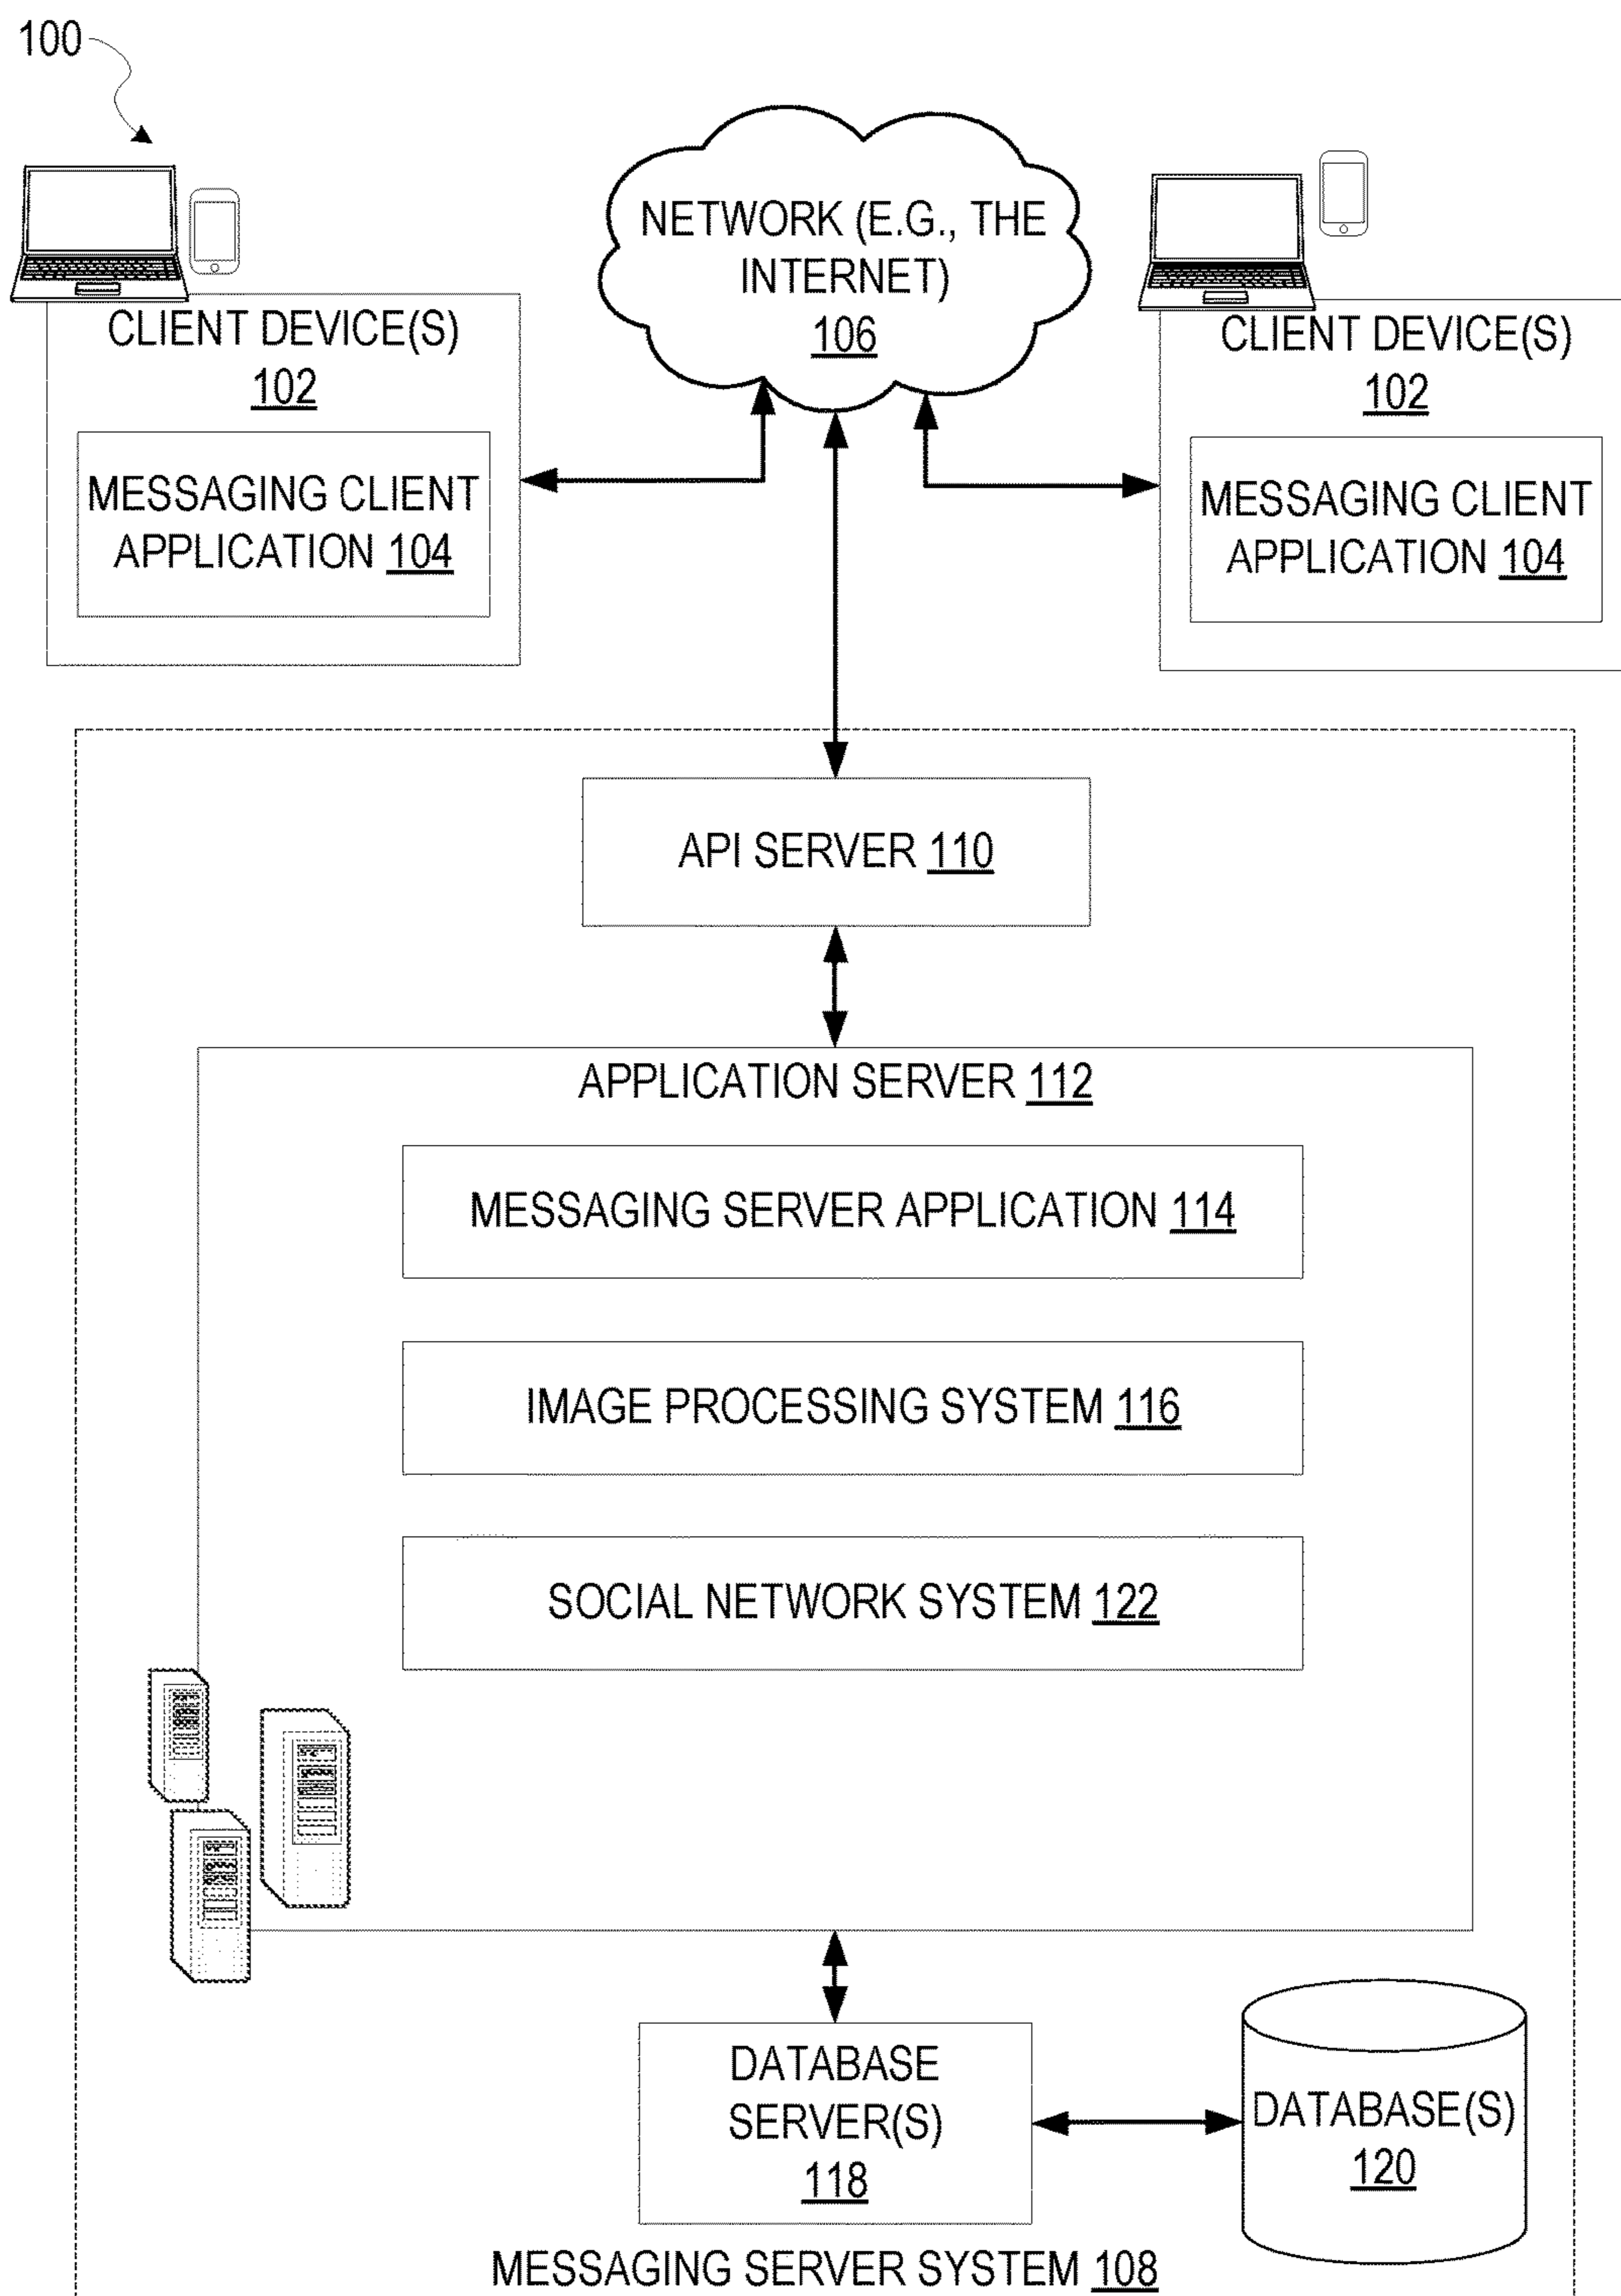 100
NETWORK (E.G., THE
INTERNET)
106
CLIENT DEVICE(S)
102
MESSAGING CLIENT
APPLICATION 104
CLIENT DEVICE(S)
102
MESSAGING CLIENT
APPLICATION 104
API SERVER 110
APPLICATION SERVER 112
MESSAGING SERVER APPLICATION 114
IMAGE PROCESSING SYSTEM 116
SOCIAL NETWORK SYSTEM 122
DATABASE
SERVER(S)
118
DATABASE(S)
120
MESSAGING SERVER SYSTEM 108